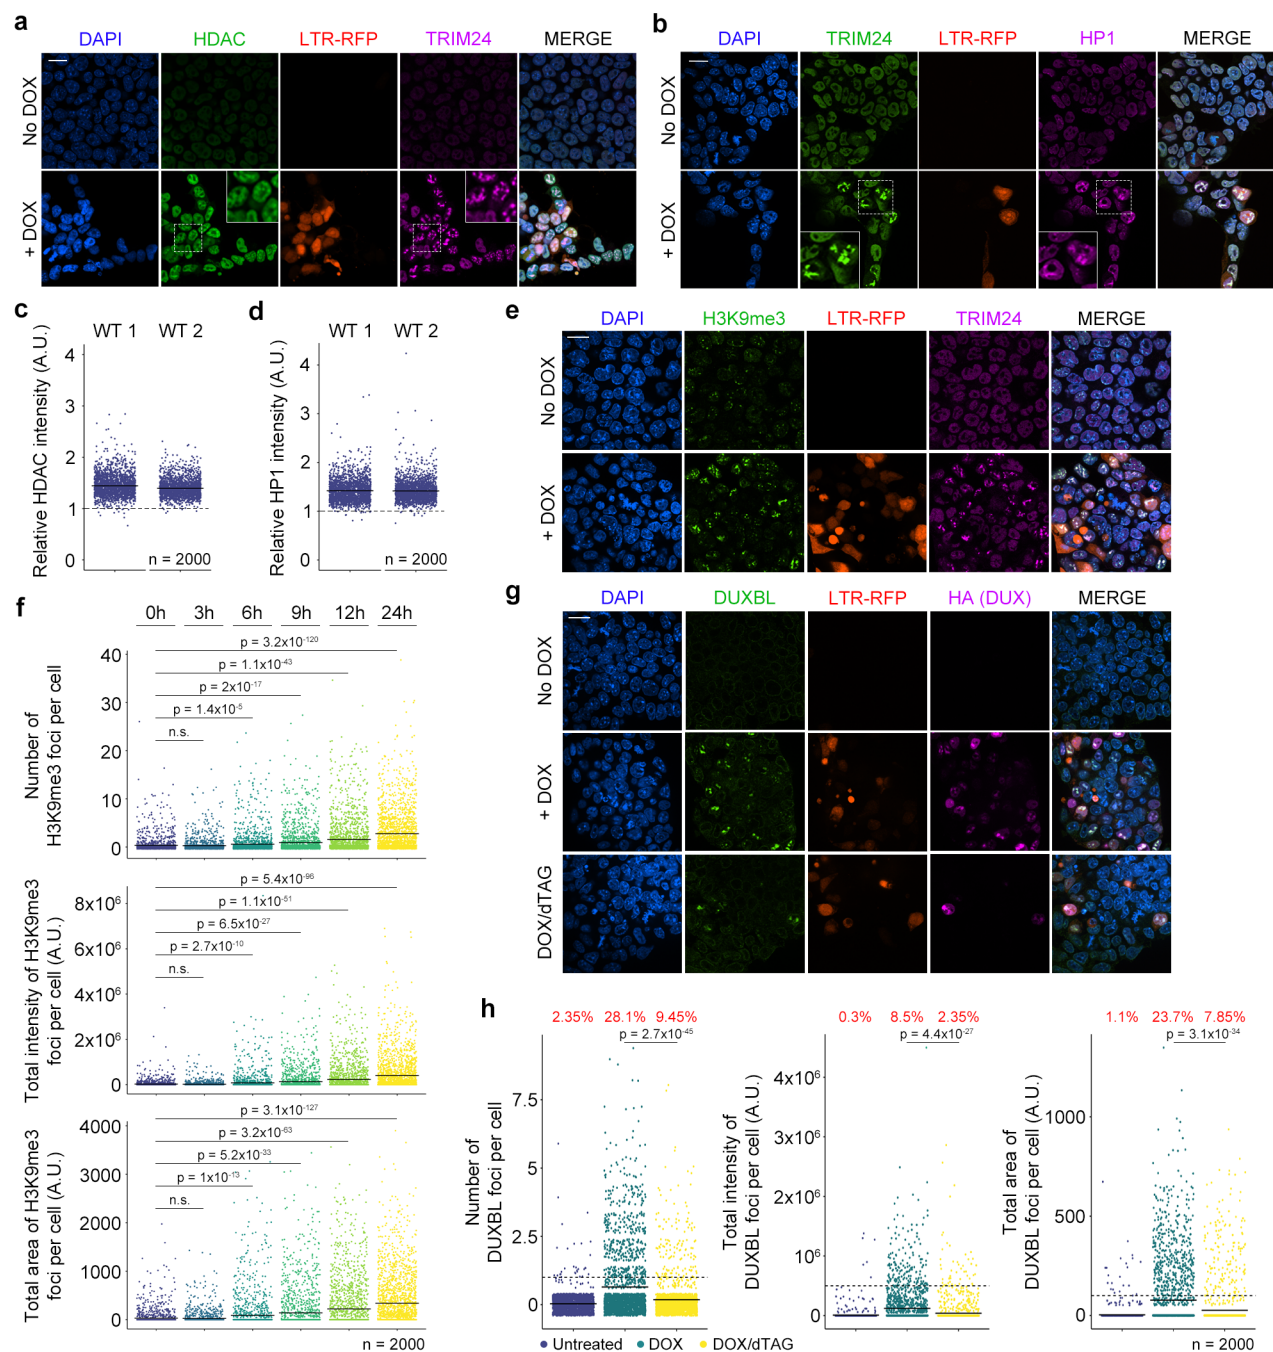 a
DAPI HDAC LTR-RFP TRIM24 MERGE
No DOX
+ DOX
b
DAPI TRIM24 LTR-RFP HP1 MERGE
No DOX
+ DOX
c
WT 1 WT 2
Relative HDAC intensity (A.U.)
4
3
2
1
0
n = 2000
d
WT 1 WT 2
Relative HP1 intensity (A.U.)
4
3
2
1
0
n = 2000
e
DAPI H3K9me3 LTR-RFP TRIM24 MERGE
No DOX
+ DOX
f
0h 3h 6h 9h 12h 24h
Number of
H3K9me3 foci per cell
40
30
20
10
0
p = 3.2x10⁻¹²⁰
p = 1.1x10⁻⁴³
p = 2x10⁻¹⁷
p = 1.4x10⁻⁵
n.s.
Total intensity of H3K9me3
foci per cell (A.U.)
8x10⁶
6x10⁶
4x10⁶
2x10⁶
0
p = 5.4x10⁻⁹⁶
p = 1.1x10⁻⁵¹
p = 6.5x10⁻²⁷
p = 2.7x10⁻¹⁰
n.s.
Total area of H3K9me3
foci per cell (A.U.)
4000
3000
2000
1000
0
p = 3.1x10⁻¹²⁷
p = 3.2x10⁻⁶³
p = 5.2x10⁻³³
p = 1x10⁻¹³
n.s.
n = 2000
g
DAPI DUXBL LTR-RFP HA (DUX) MERGE
No DOX
+ DOX
DOX/dTAG
h
2.35% 28.1% 9.45%
p = 2.7x10⁻⁴⁵
Number of
DUXBL foci per cell
7.5
5
2.5
0
0.3% 8.5% 2.35%
p = 4.4x10⁻²⁷
Total intensity of
DUXBL foci per cell (A.U.)
4x10⁶
3x10⁶
2x10⁶
10⁶
0
1.1% 23.7% 7.85%
p = 3.1x10⁻³⁴
Total area of
DUXBL foci per cell (A.U.)
1000
500
0
Untreated DOX DOX/dTAG
n = 2000